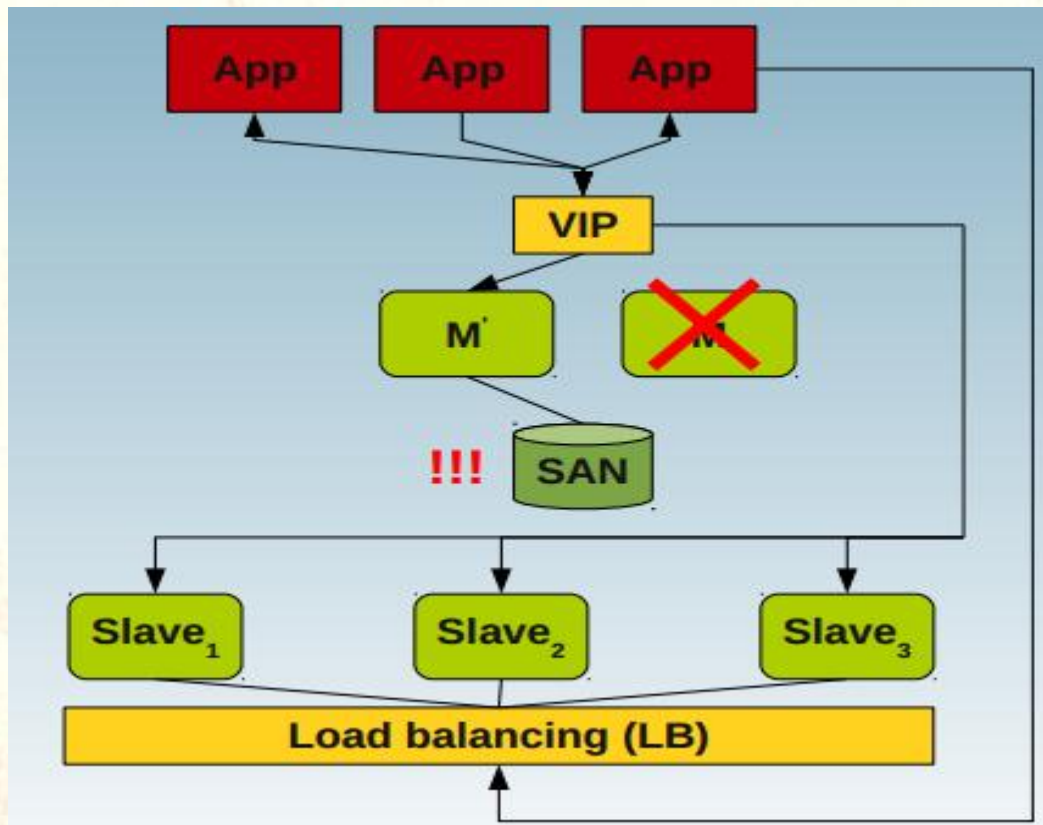 App App App
VIP
M' M
!!! SAN
Slave₁ Slave₂ Slave₃
Load balancing (LB)